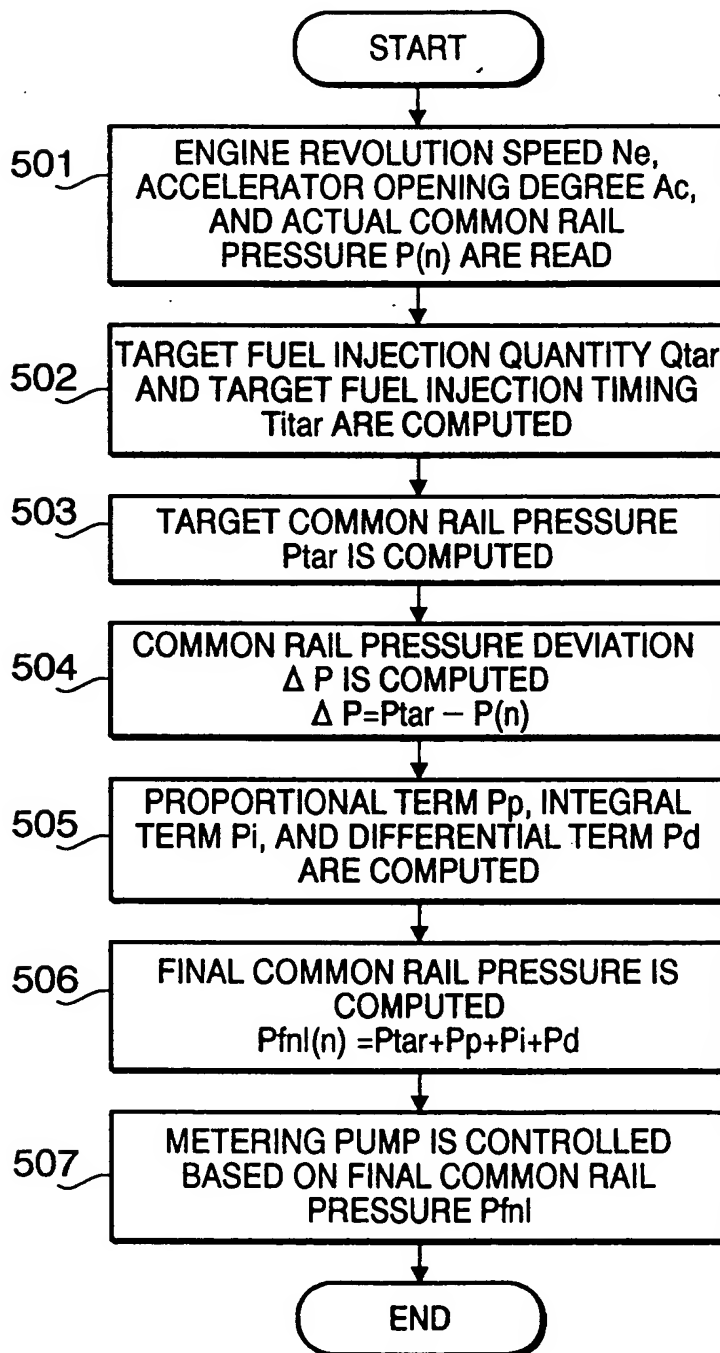 START
501
ENGINE REVOLUTION SPEED Ne,
ACCELERATOR OPENING DEGREE Ac,
AND ACTUAL COMMON RAIL
PRESSURE P(n) ARE READ
502
TARGET FUEL INJECTION QUANTITY Qtar
AND TARGET FUEL INJECTION TIMING
Titar ARE COMPUTED
503
TARGET COMMON RAIL PRESSURE
Ptar IS COMPUTED
504
COMMON RAIL PRESSURE DEVIATION
Δ P IS COMPUTED
Δ P=Ptar – P(n)
505
PROPORTIONAL TERM Pp, INTEGRAL
TERM Pi, AND DIFFERENTIAL TERM Pd
ARE COMPUTED
506
FINAL COMMON RAIL PRESSURE IS
COMPUTED
Pfnl(n) =Ptar+Pp+Pi+Pd
507
METERING PUMP IS CONTROLLED
BASED ON FINAL COMMON RAIL
PRESSURE Pfnl
END